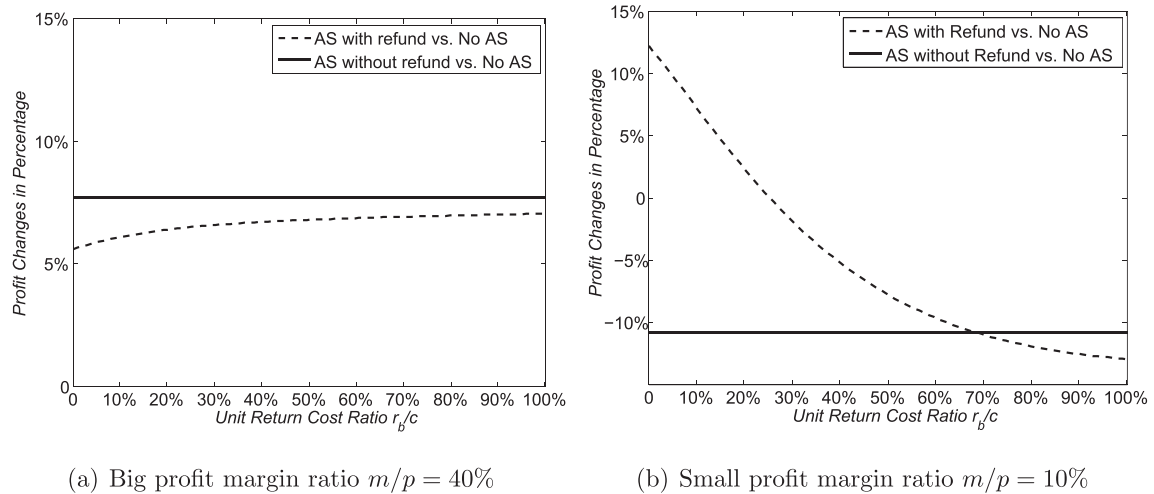 15%
10%
5%
0
Profit Changes in Percentage
AS with refund vs. No AS
AS without refund vs. No AS
0 10% 20% 30% 40% 50% 60% 70% 80% 90% 100%
Unit Return Cost Ratio r_b/c
(a) Big profit margin ratio m/p = 40%
15%
10%
5%
0
−5%
−10%
Profit Changes in Percentage
AS with Refund vs. No AS
AS without Refund vs. No AS
0 10% 20% 30% 40% 50% 60% 70% 80% 90% 100%
Unit Return Cost Ratio r_b/c
(b) Small profit margin ratio m/p = 10%